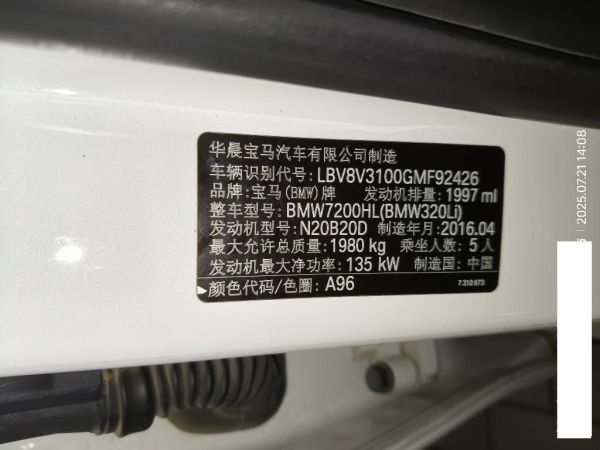 华晨宝马汽车有限公司制造
车辆识别代号: LBV8V3100GMF92426
品牌: 宝马(BMW)牌 发动机排量: 1997 ml
整车型号: BMW7200HL(BMW320Li)
发动机型号: N20B20D 制造年月: 2016.04
最大允许总质量: 1980 kg 乘坐人数: 5 人
发动机最大净功率: 135 kW 制造国: 中国
颜色代码/色圈: A96 7310673
2025.07.21 14:08